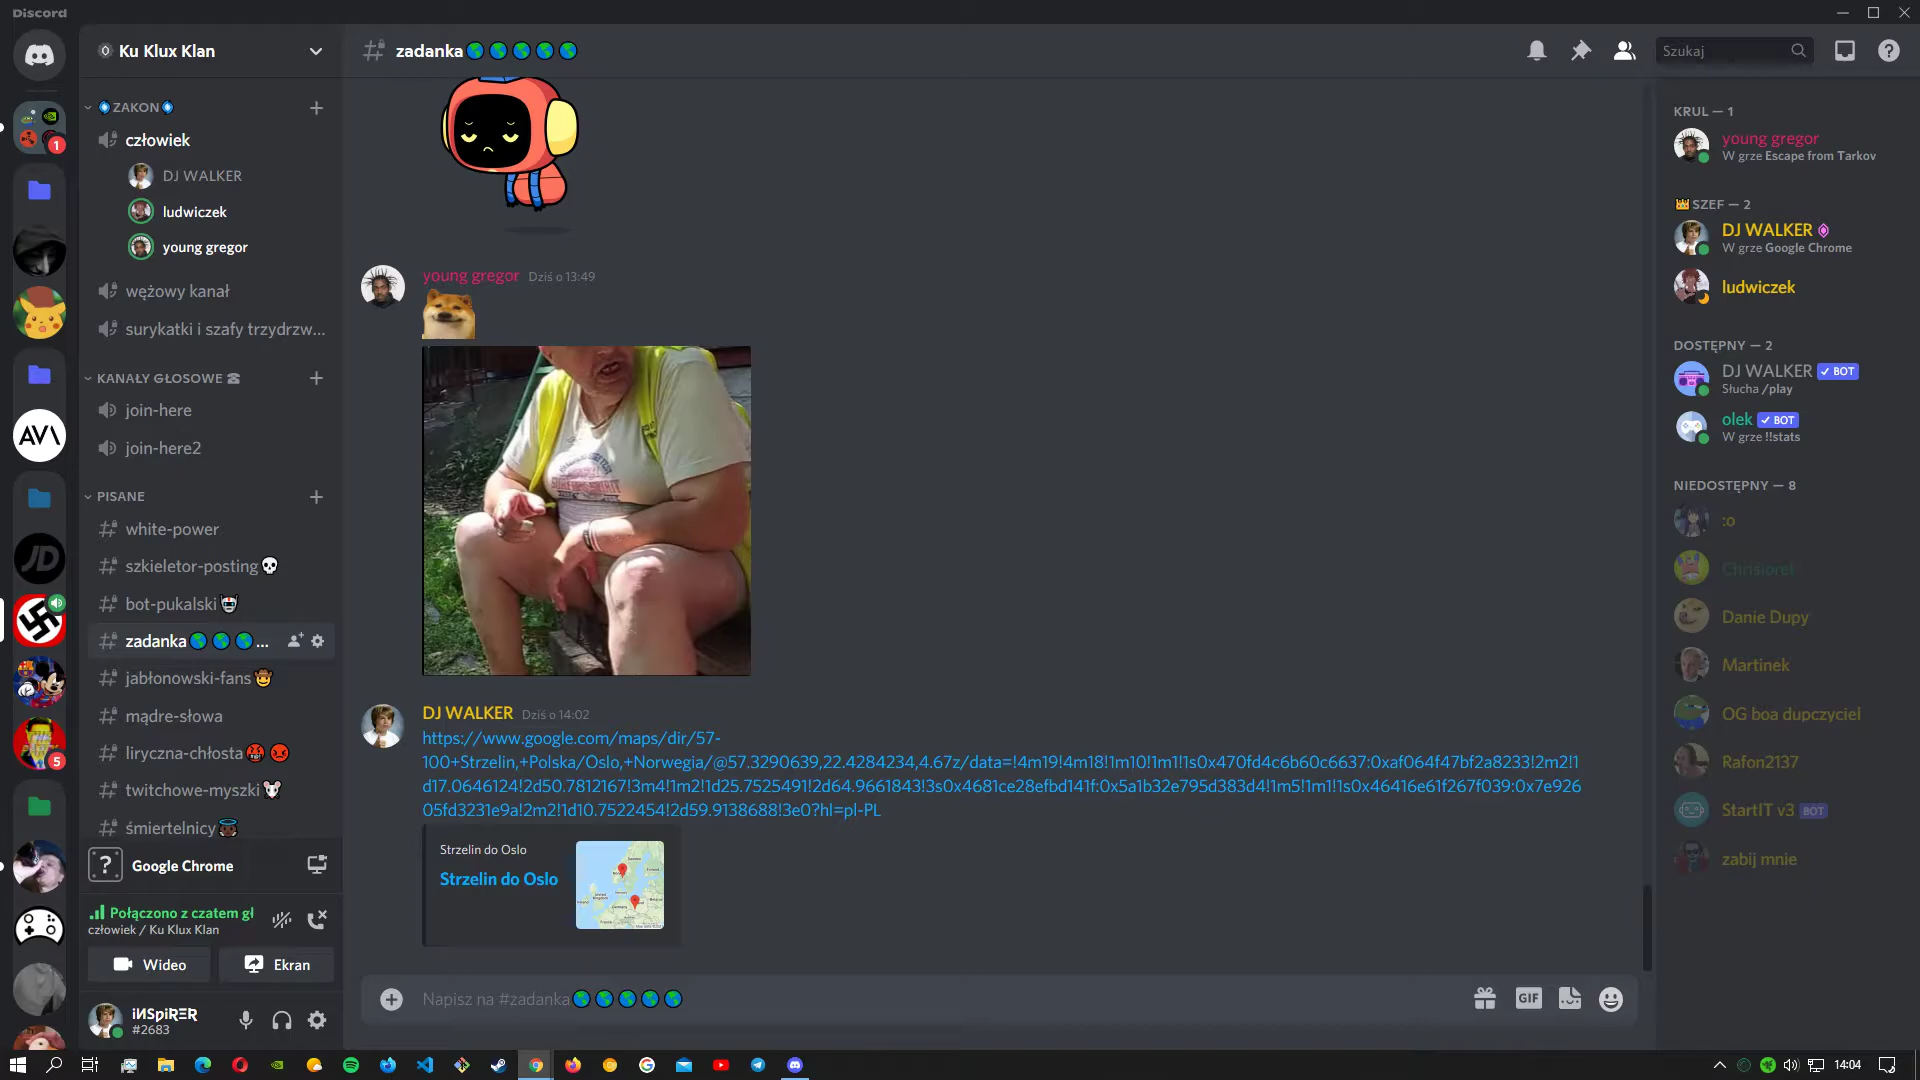 Discord
Ku Klux Klan
zadanka
Szukaj
ZAKON
człowiek
DJ WALKER
ludwiczek
young gregor
wężowy kanał
surykatki i szafy trzydrzw...
KANAŁY GŁOSOWE
join-here
join-here2
PISANE
white-power
szkieletor-posting
bot-pukalski
zadanka ...
jabłonowski-fans
mądre-słowa
liryczna-chłosta
twitchowe-myszki
śmiertelnicy
1
AVA
JD
5
Google Chrome
Połączono z czatem gł
człowiek / Ku Klux Klan
Wideo
Ekran
iNSpiRER
#2683
young gregor Dziś o 13:49
DJ WALKER Dziś o 14:02
https://www.google.com/maps/dir/57-
100+Strzelin,+Polska/Oslo,+Norwegia/@57.3290639,22.4284234,4.67z/data=!4m19!4m18!1m10!1m1!1s0x470fd4c6b60c6637:0xaf064f47bf2a8233!2m2!1
d17.0646124!2d50.7812167!3m4!1m2!1d25.7525491!2d64.9661843!3s0x4681ce28efbd141f:0x5a1b32e795d383d4!1m5!1m1!1s0x46416e61f267f039:0x7e926
05fd3231e9a!2m2!1d10.7522454!2d59.9138688!3e0?hl=pl-PL
Strzelin do Oslo
Strzelin do Oslo
Napisz na #zadanka
GIF
KRUL — 1
young gregor
W grze Escape from Tarkov
SZEF — 2
DJ WALKER
W grze Google Chrome
ludwiczek
DOSTĘPNY — 2
DJ WALKER BOT
Słucha /play
olek BOT
W grze !!stats
NIEDOSTĘPNY — 8
:o
Chrisiorel
Danie Dupy
Martinek
OG boa dupczyciel
Rafon2137
StartIT v3 BOT
zabij mnie
14:04